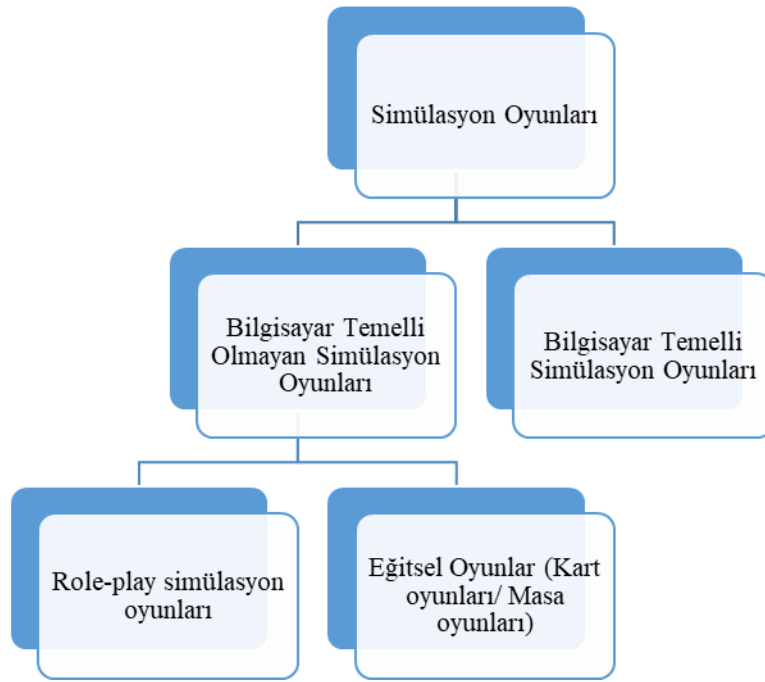 Simülasyon Oyunları
Bilgisayar Temelli
Olmayan Simülasyon
Oyunları
Bilgisayar Temelli
Simülasyon Oyunları
Role-play simülasyon
oyunları
Eğitsel Oyunlar (Kart
oyunları/ Masa
oyunları)